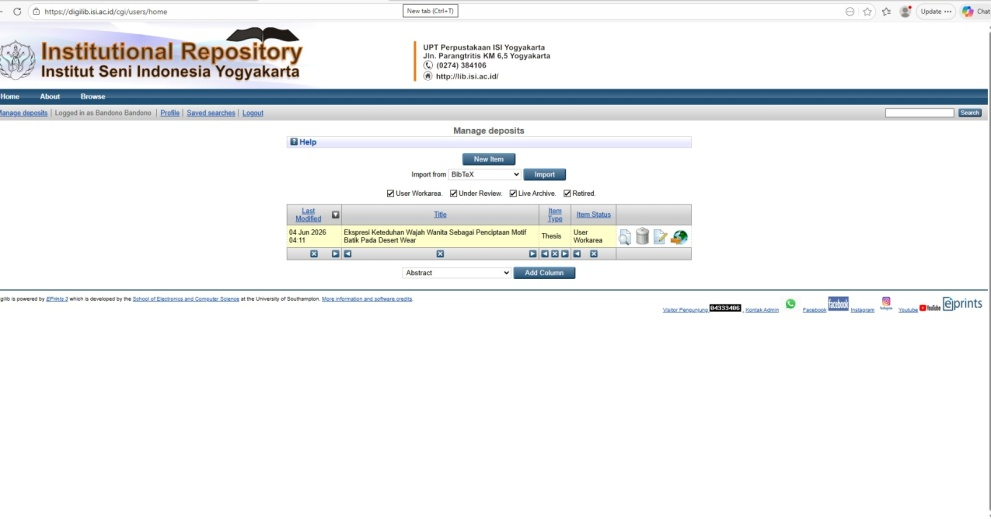 https://digilib.isi.ac.id/cgi/users/home
New tab (Ctrl+T)
Update
Chat
Institutional Repository
Institut Seni Indonesia Yogyakarta
UPT Perpustakaan ISI Yogyakarta
Jln. Parangtritis KM 6,5 Yogyakarta
(0274) 384106
http://lib.isi.ac.id/
Home About Browse
Manage deposits | Logged in as Bandono Bandono | Profile | Saved searches | Logout
Search
Manage deposits
Help
New Item
Import from BibTeX Import
User Workarea. Under Review. Live Archive. Retired.
Last Modified Title Item Type Item Status
04 Jun 2026 04:11 Ekspresi Keteduhan Wajah Wanita Sebagai Penciptaan Motif Batik Pada Desert Wear Thesis User Workarea
Abstract Add Column
gilib is powered by EPrints 3 which is developed by the School of Electronics and Computer Science at the University of Southampton. More information and software credits.
Visitor Pengunjung 04333406 , Kontak Admin Facebook facebook Instagram Youtube YouTube eprints